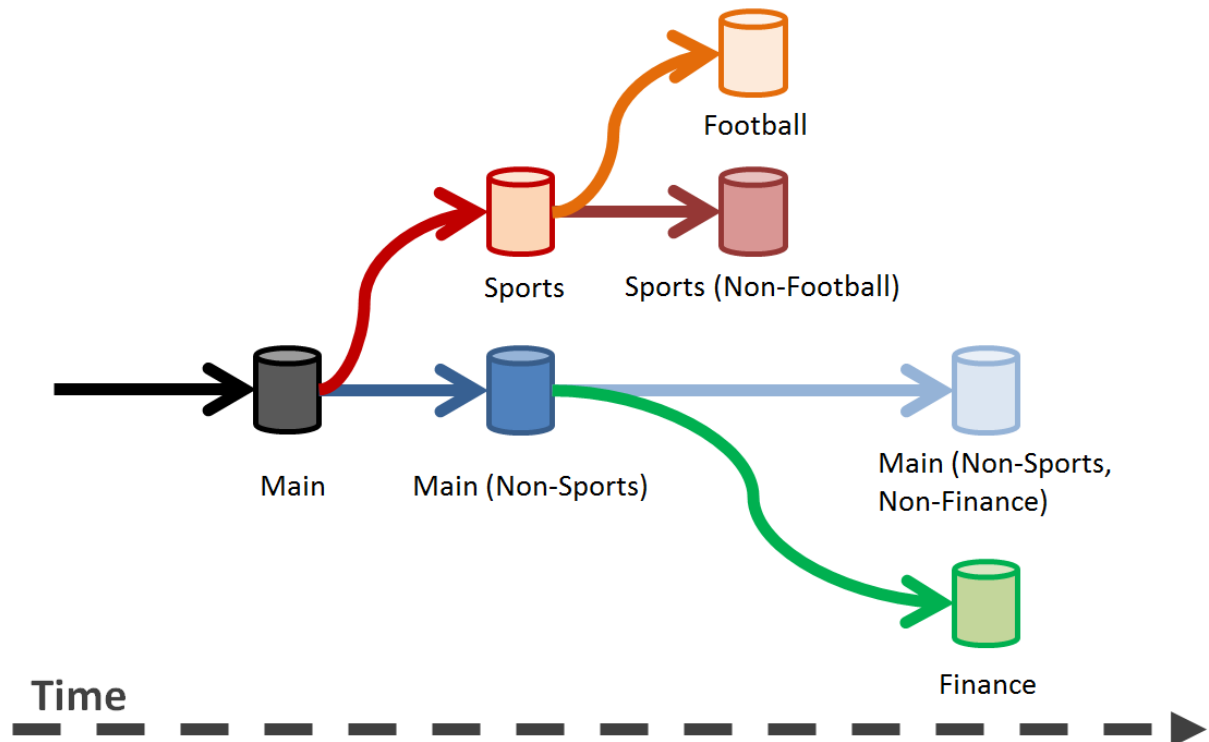 Football
Sports
Sports (Non-Football)
Main
Main (Non-Sports)
Main (Non-Sports,
Non-Finance)
Finance
Time